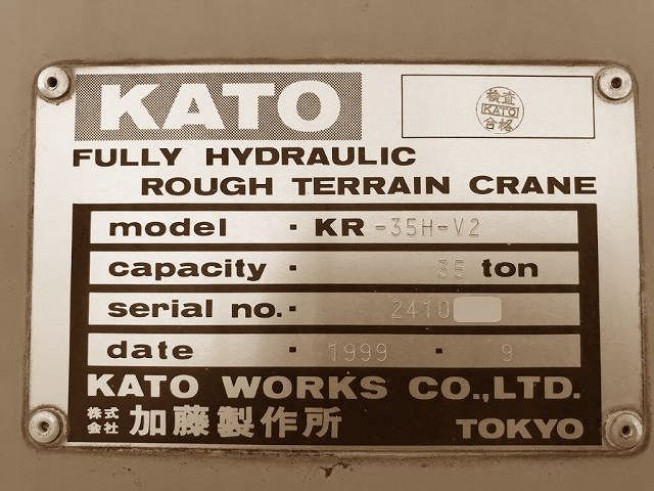 KATO
検査
KATO
合格
FULLY HYDRAULIC
ROUGH TERRAIN CRANE
model · KR -35H-V2
capacity · 35 ton
serial no.· 2410
date · 1999 · 9
KATO WORKS CO.,LTD.
株式会社 加藤製作所 TOKYO